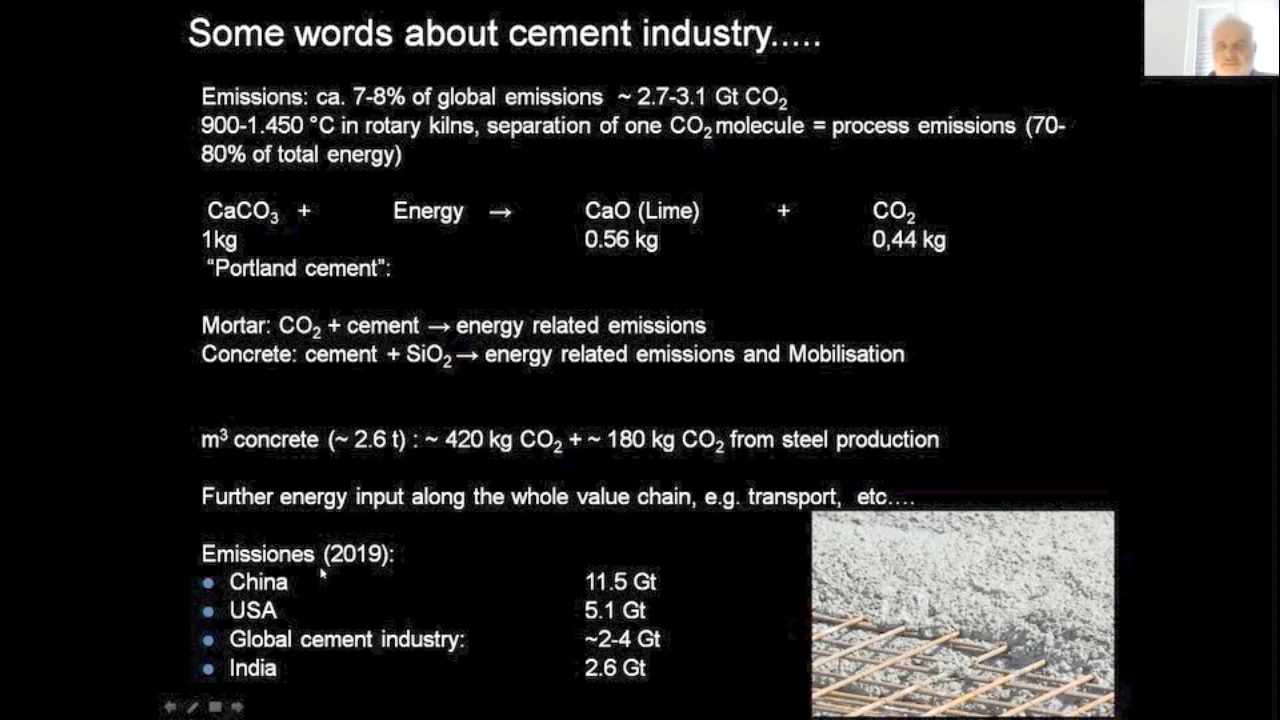 Some words about cement industry.....
Emissions: ca. 7-8% of global emissions ~ 2.7-3.1 Gt CO₂
900-1.450 °C in rotary kilns, separation of one CO₂ molecule = process emissions (70-
80% of total energy)
CaCO₃ + Energy → CaO (Lime) + CO₂
1kg 0.56 kg 0,44 kg
“Portland cement”:
Mortar: CO₂ + cement → energy related emissions
Concrete: cement + SiO₂ → energy related emissions and Mobilisation
m³ concrete (~ 2.6 t) : ~ 420 kg CO₂ + ~ 180 kg CO₂ from steel production
Further energy input along the whole value chain, e.g. transport, etc....
Emissiones (2019):
China 11.5 Gt
USA 5.1 Gt
Global cement industry: ~2-4 Gt
India 2.6 Gt